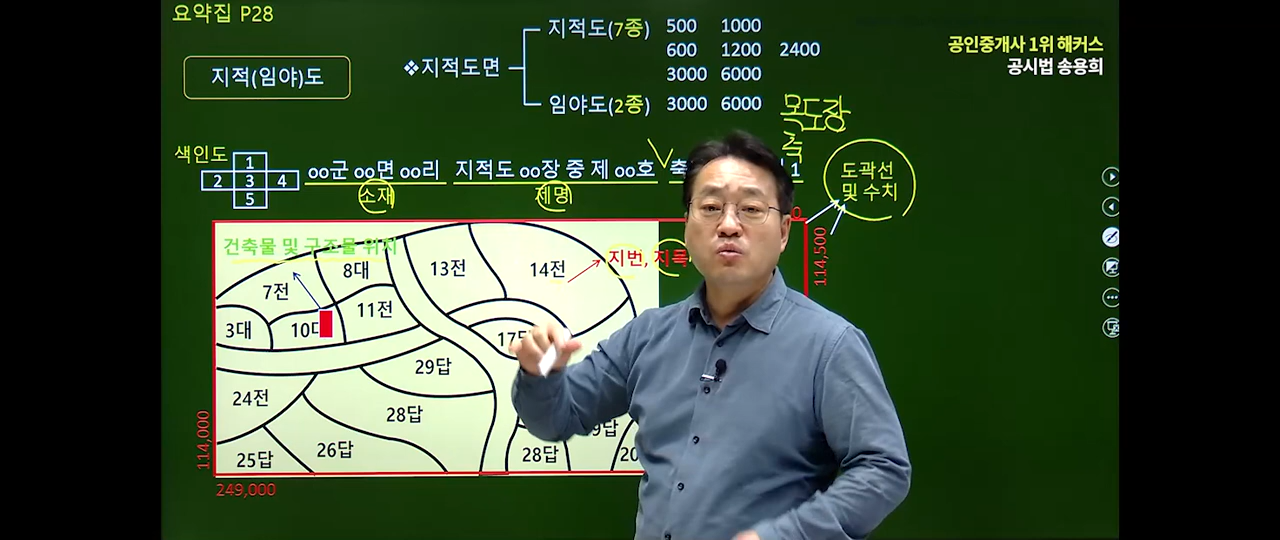 요약집 P28
공인중개사 1위 해커스
공시법 송용희
지적(임야)도
❖지적도면
지적도(7종) 500 1000
600 1200 2400
3000 6000
임야도(2종) 3000 6000
목도장
축
색인도
1
2 3 4
5
oo군 oo면 oo리 지적도 oo장 중 제 oo호 축
1
소재
제명
도곽선
및 수치
건축물 및 구조물 위치
지번, 지목
114,500
8대
13전
14전
7전
11전
3대
10대
29답
24전
28답
26답
25답
28답
20
114,000
249,000